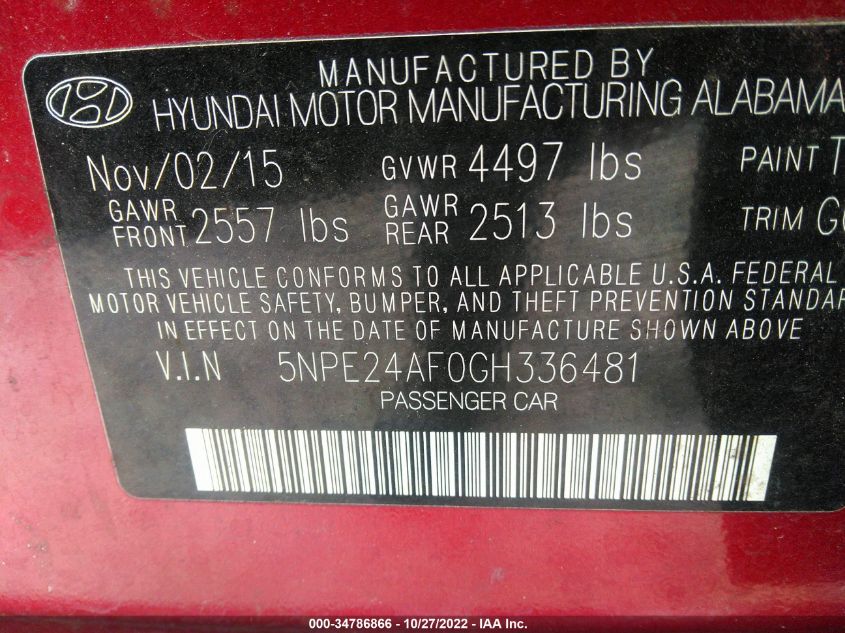 MANUFACTURED BY
HYUNDAI MOTOR MANUFACTURING ALABAMA
Nov/02/15 GVWR 4497 lbs PAINT T
GAWR FRONT 2557 lbs GAWR REAR 2513 lbs TRIM
THIS VEHICLE CONFORMS TO ALL APPLICABLE U.S.A. FEDERAL
MOTOR VEHICLE SAFETY, BUMPER, AND THEFT PREVENTION STANDAR
IN EFFECT ON THE DATE OF MANUFACTURE SHOWN ABOVE
V.I.N 5NPE24AF0GH336481
PASSENGER CAR
000-34786866 - 10/27/2022 - IAA Inc.